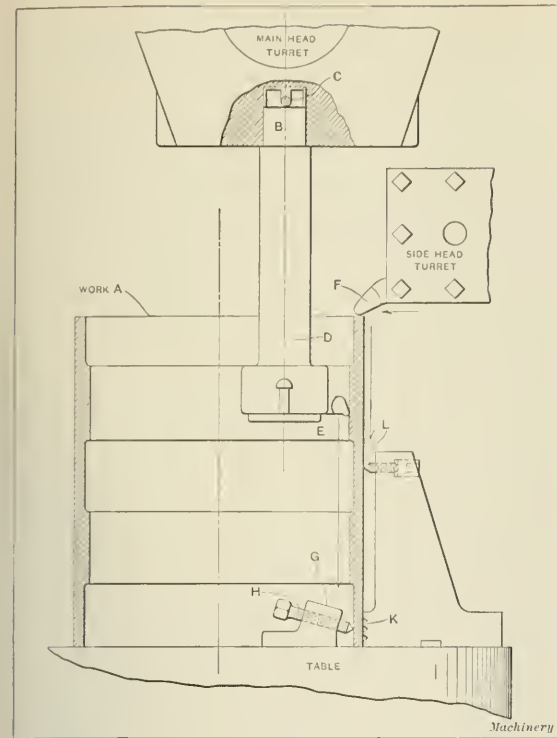 MAIN HEAD
TURRET
C
B
SIDE HEAD
TURRET
F
WORK A
D
E
L
G
H
K
TABLE
Machinery